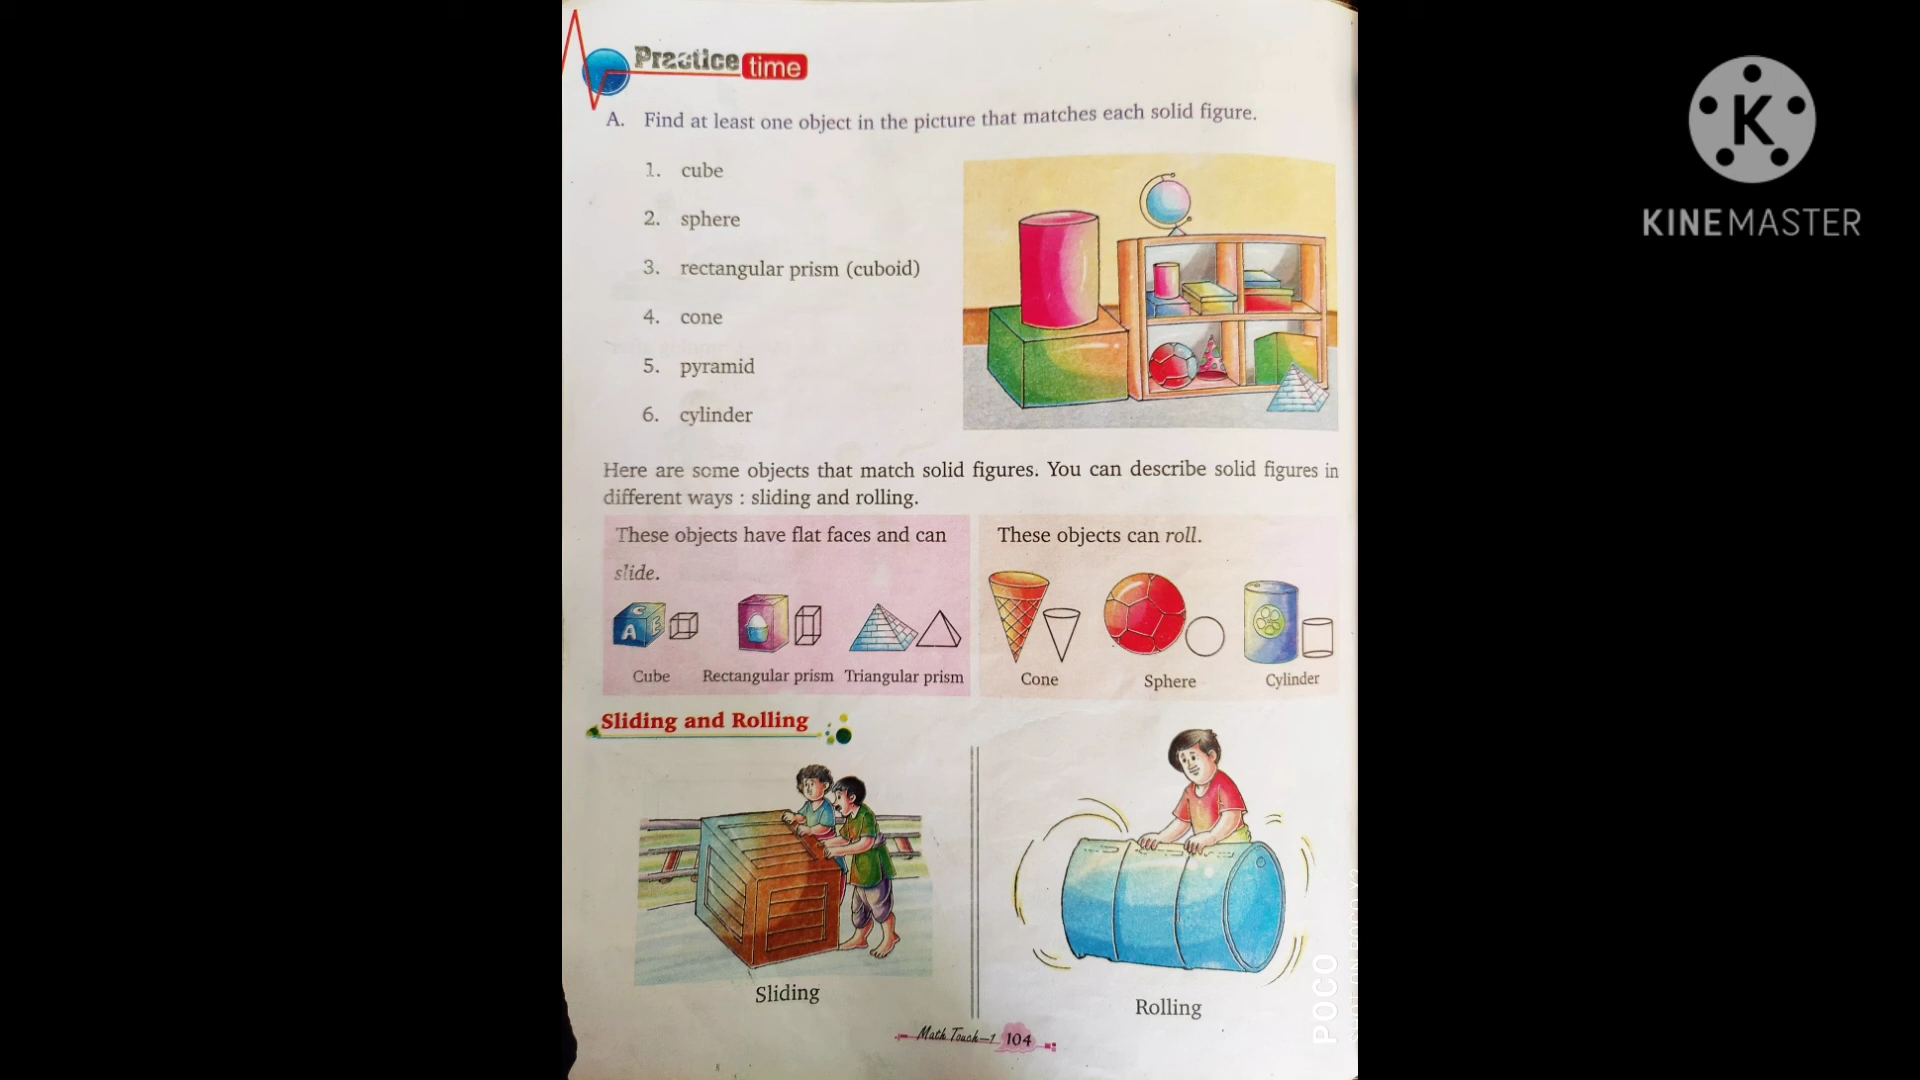 Practice time
A. Find at least one object in the picture that matches each solid figure.
1. cube
2. sphere
3. rectangular prism (cuboid)
4. cone
5. pyramid
6. cylinder
Here are some objects that match solid figures. You can describe solid figures in
different ways : sliding and rolling.
These objects have flat faces and can
slide.
C
A
B
Cube
Rectangular prism
Triangular prism
These objects can roll.
Cone
Sphere
Cylinder
Sliding and Rolling
Sliding
Rolling
Math Touch—1 104
POCO
SHOT ON POCO X2
K
KINEMASTER